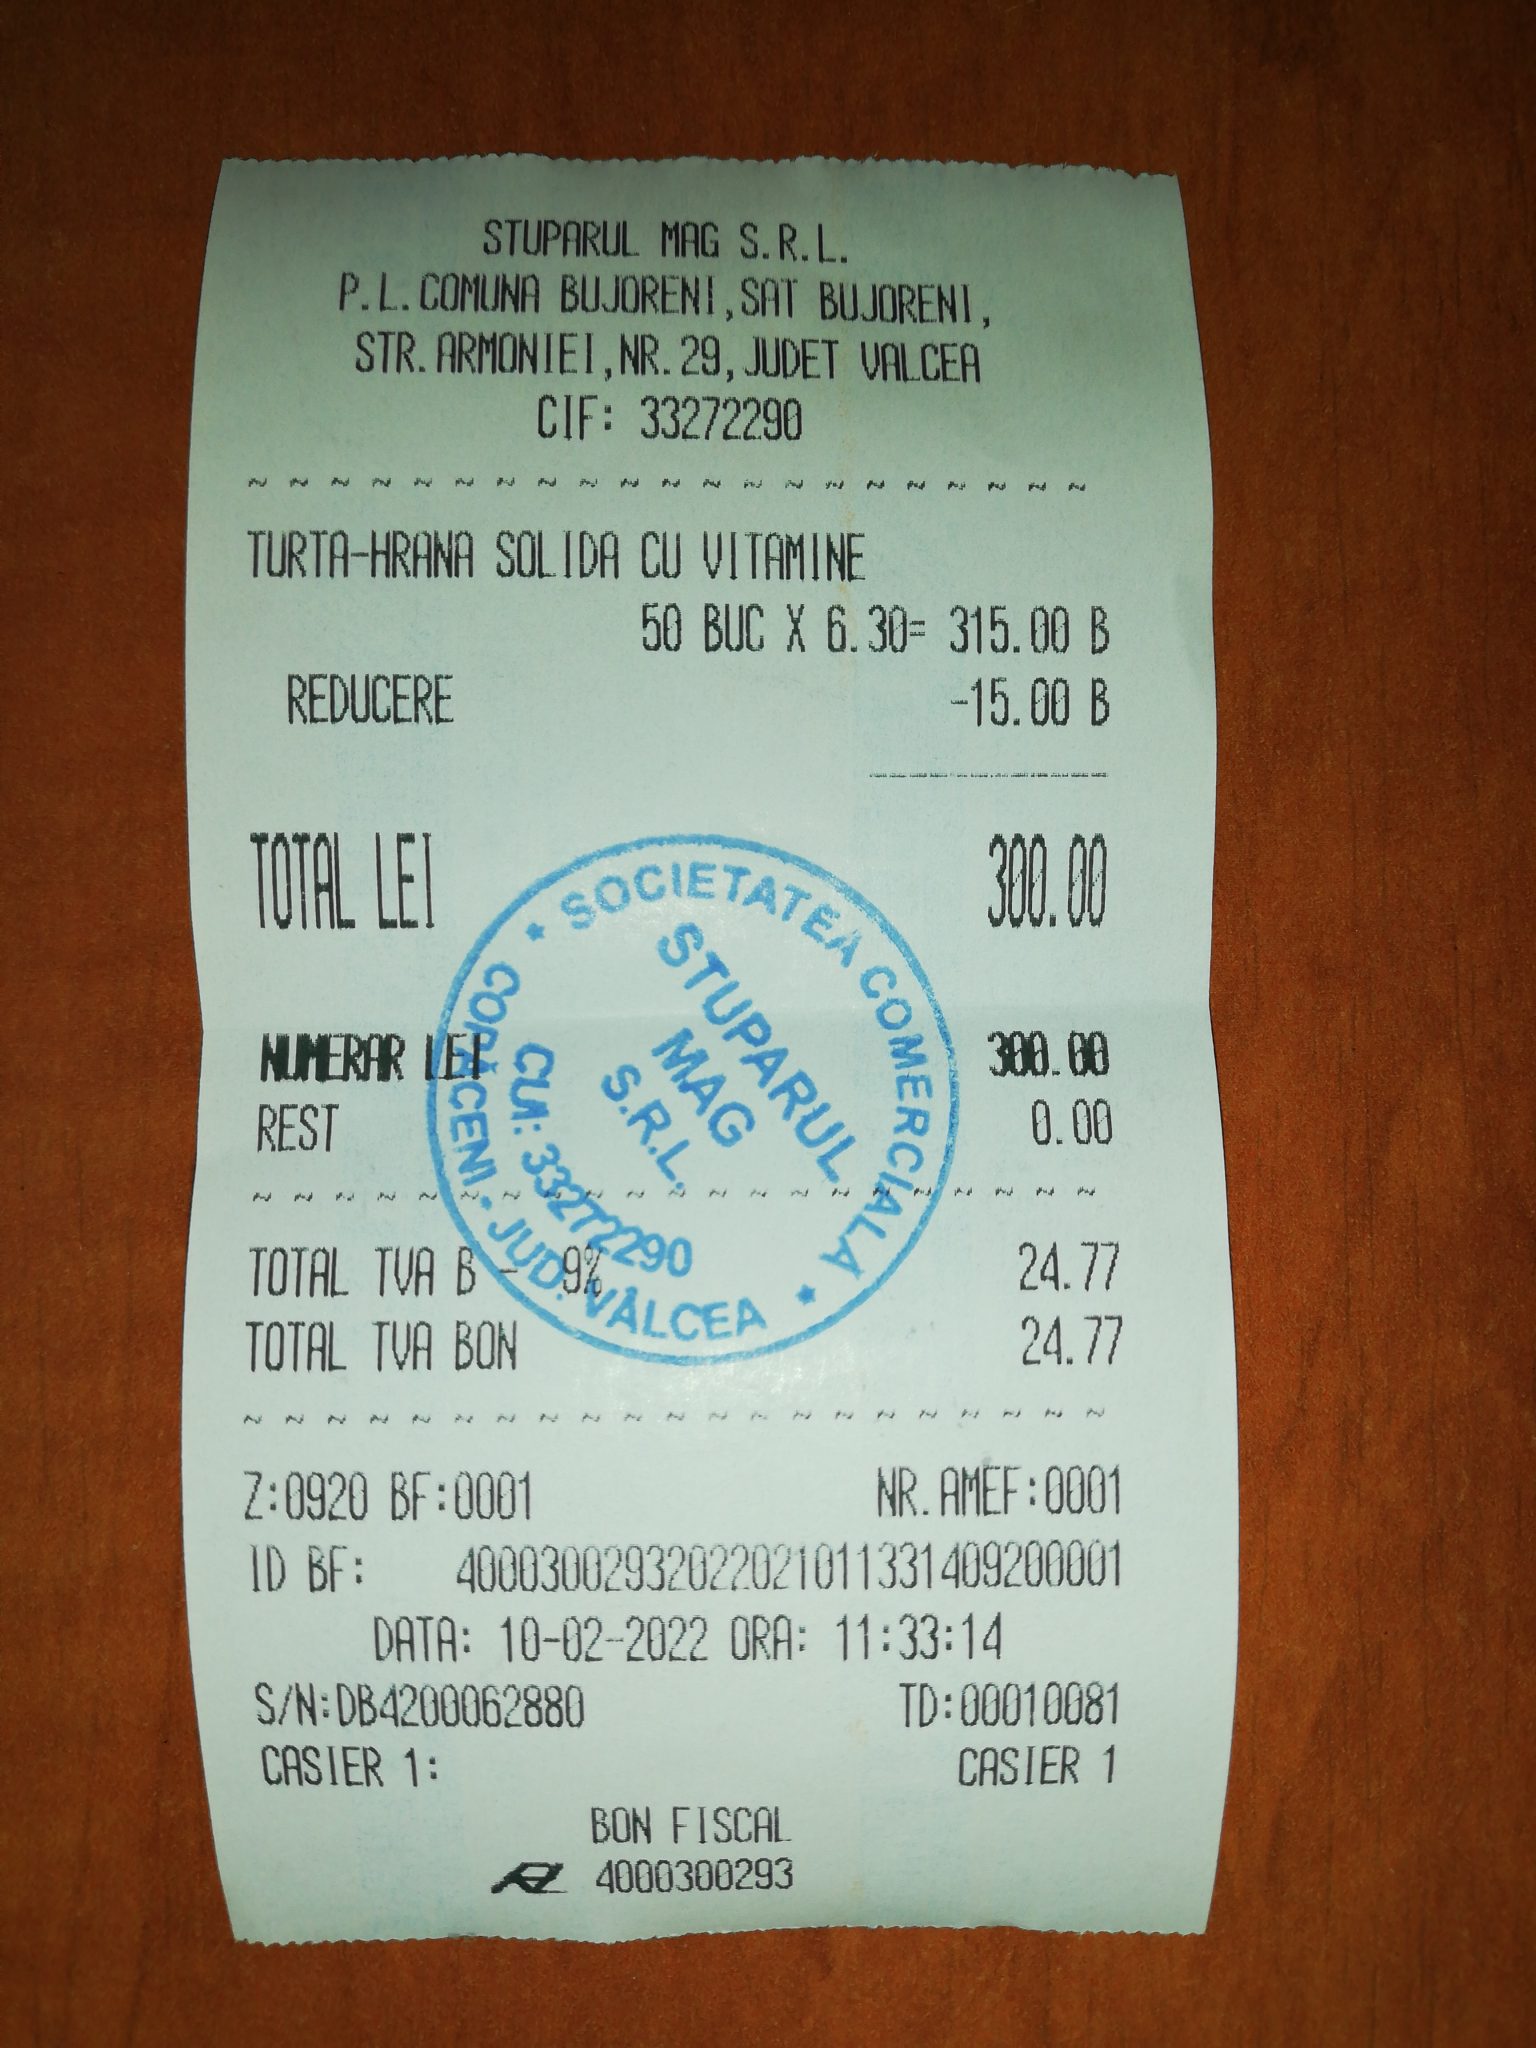 STUPARUL MAG S.R.L.
P.L.COMUNA BUJORENI,SAT BUJORENI,
STR.ARMONIEI,NR.29,JUDET VALCEA
CIF: 33272290
~ ~ ~ ~ ~ ~ ~ ~ ~ ~ ~ ~ ~ ~ ~ ~ ~ ~ ~ ~ ~
TURTA-HRANA SOLIDA CU VITAMINE
50 BUC X 6.30= 315.00 B
REDUCERE -15.00 B
TOTAL LEI 300.00
NUMERAR LEI 300.00
REST 0.00
~ ~ ~ ~ ~ ~ ~ ~ ~ ~ ~ ~ ~ ~ ~ ~ ~ ~ ~ ~ ~
TOTAL TVA B - 9% 24.77
TOTAL TVA BON 24.77
~ ~ ~ ~ ~ ~ ~ ~ ~ ~ ~ ~ ~ ~ ~ ~ ~ ~ ~ ~ ~
Z:0920 BF:0001 NR.AMEF:0001
ID BF: 40003002932022021011331409200001
DATA: 10-02-2022 ORA: 11:33:14
S/N:DB4200062880 TD:00010081
CASIER 1: CASIER 1
BON FISCAL
4000300293
* SOCIETATEA COMERCIALĂ *
COPĂCENI - JUD. VÂLCEA
STUPARUL
MAG
S.R.L.
CUI: 33272290